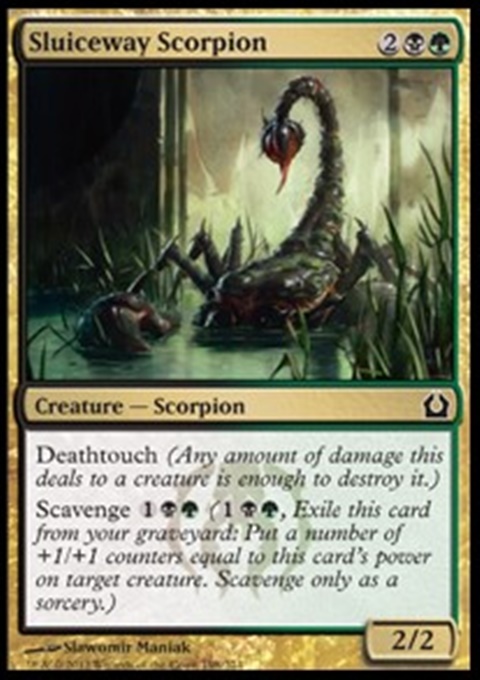 Sluiceway Scorpion 2
Creature — Scorpion
Deathtouch (Any amount of damage this
deals to a creature is enough to destroy it.)
Scavenge 1 (1, Exile this card
from your graveyard: Put a number of
+1/+1 counters equal to this card's power
on target creature. Scavenge only as a
sorcery.)
2/2
Slawomir Maniak